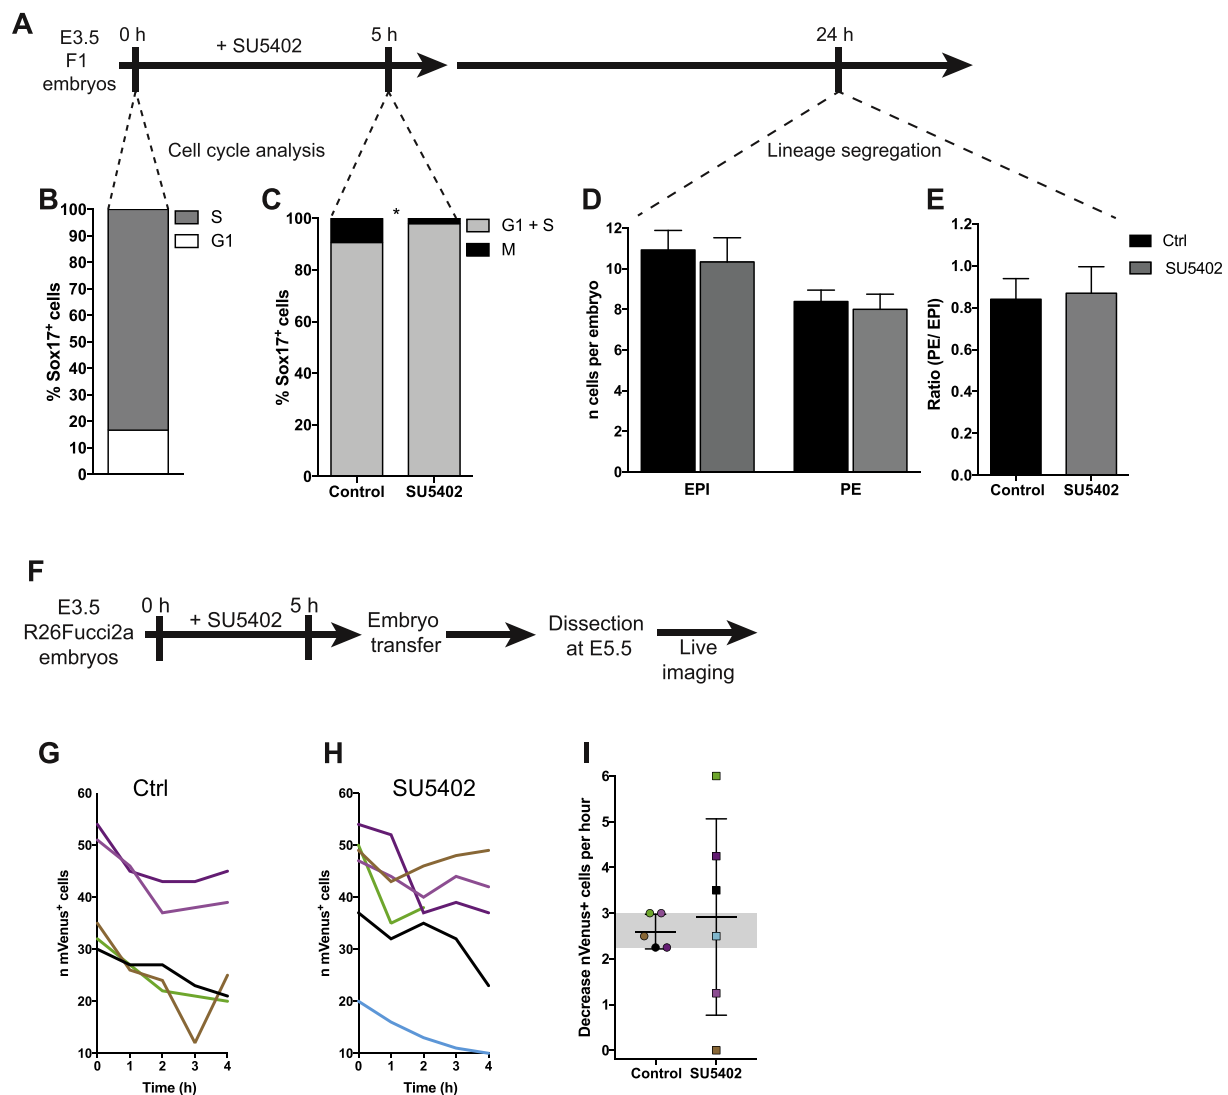 A
E3.5
F1
embryos
0 h
+ SU5402
5 h
24 h
Cell cycle analysis
Lineage segregation
B
% Sox17+ cells
100
90
80
70
60
50
40
30
20
10
0
S
G1
C
% Sox17+ cells
100
80
60
40
20
0
*
G1 + S
M
Control
SU5402
D
n cells per embryo
12
10
8
6
4
2
0
EPI
PE
E
Ratio (PE/ EPI)
1.2
1.0
0.8
0.6
0.4
0.2
0.0
Control
SU5402
Ctrl
SU5402
F
E3.5
R26Fucci2a
embryos
0 h
+ SU5402
5 h
Embryo
transfer
Dissection
at E5.5
Live
imaging
G
Ctrl
n mVenus+ cells
60
50
40
30
20
10
0
1
2
3
4
Time (h)
H
SU5402
n mVenus+ cells
60
50
40
30
20
10
0
1
2
3
4
Time (h)
I
Decrease nVenus+ cells per hour
6
5
4
3
2
1
0
Control
SU5402